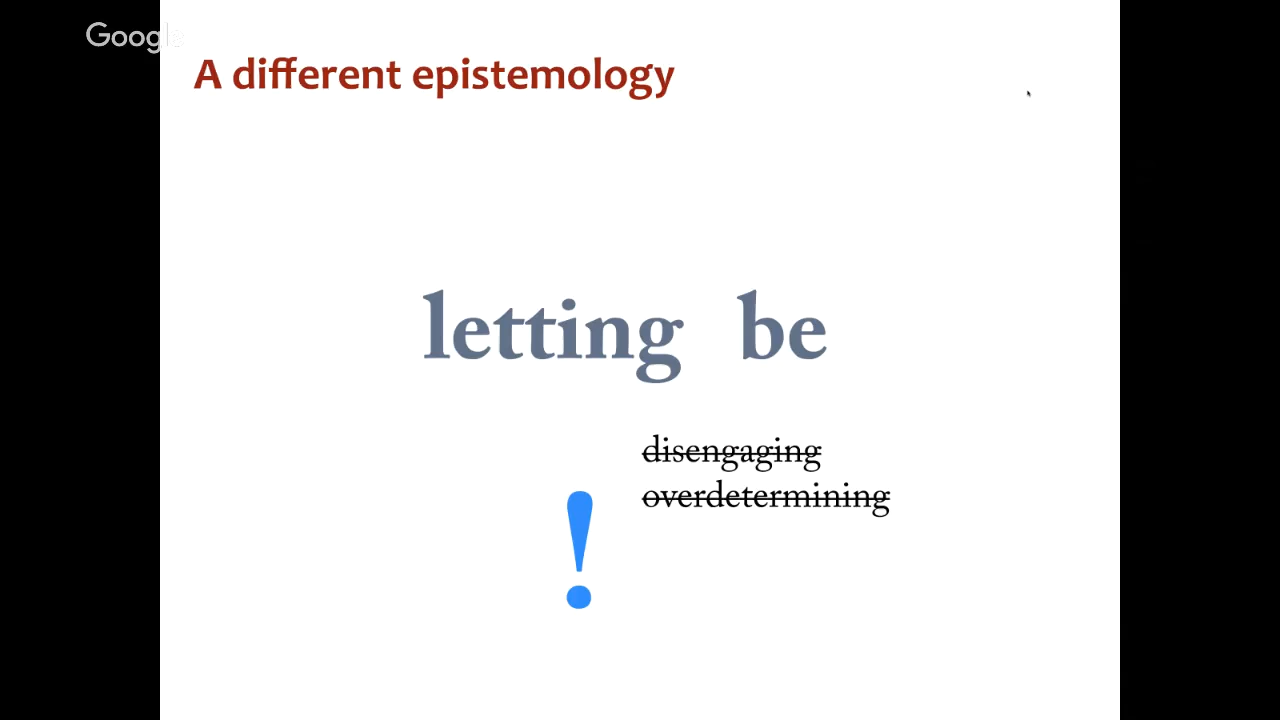 Google
A different epistemology
letting be
disengaging
overdetermining
!